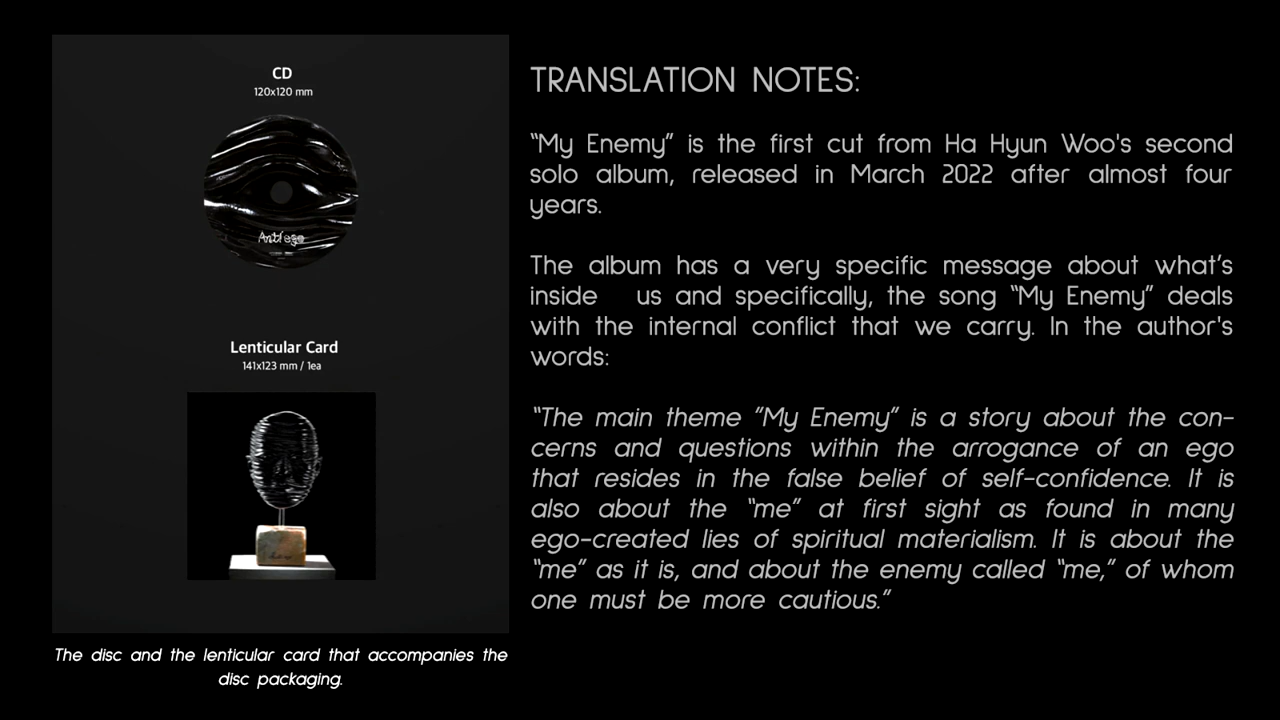 CD
120x120 mm
Antiego
Lenticular Card
141x123 mm / 1ea
The disc and the lenticular card that accompanies the
disc packaging.
TRANSLATION NOTES:
“My Enemy” is the first cut from Ha Hyun Woo's second
solo album, released in March 2022 after almost four
years.
The album has a very specific message about what’s
inside us and specifically, the song “My Enemy” deals
with the internal conflict that we carry. In the author's
words:
“The main theme “My Enemy” is a story about the con-
cerns and questions within the arrogance of an ego
that resides in the false belief of self-confidence. It is
also about the “me” at first sight as found in many
ego-created lies of spiritual materialism. It is about the
“me” as it is, and about the enemy called “me,” of whom
one must be more cautious.”